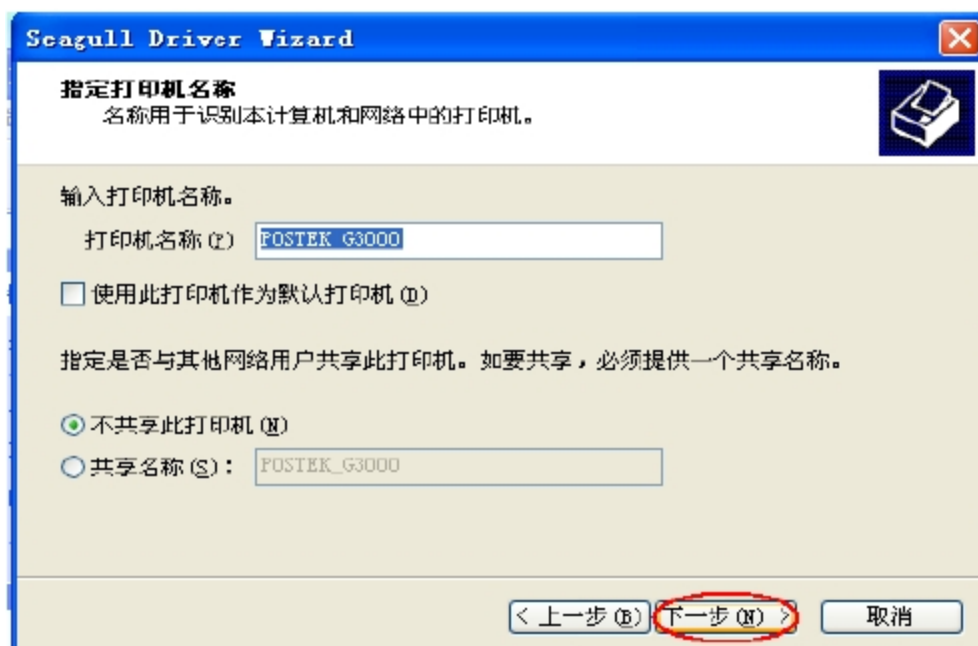 Seagull Driver Wizard
指定打印机名称
名称用于识别本计算机和网络中的打印机。
输入打印机名称。
打印机名称(P) POSTEK G3000
使用此打印机作为默认打印机(D)
指定是否与其他网络用户共享此打印机。如要共享，必须提供一个共享名称。
不共享此打印机(N)
共享名称(S)： POSTEK_G3000
< 上一步(B) 下一步(N) > 取消